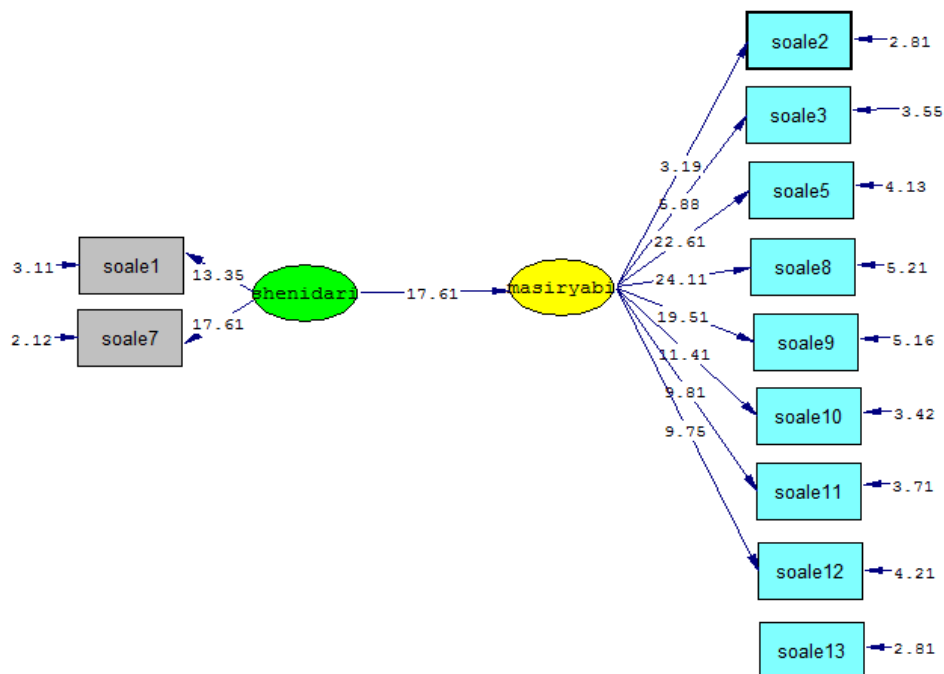 soale2
2.81
soale3
3.55
3.19
soale5
4.13
5.88
22.61
soale1
3.11
13.35
shenidari
17.61
masiryabi
24.11
soale8
5.21
soale7
2.12
17.61
19.51
soale9
5.16
11.41
9.81
soale10
3.42
9.75
soale11
3.71
soale12
4.21
soale13
2.81